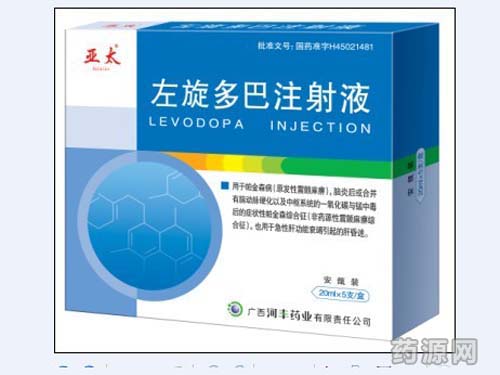 批准文号:国药准字H45021481
亚太®
左旋多巴注射液
LEVODOPA INJECTION
用于帕金森病(原发性震颤麻痹),脑炎后或合并
有脑动脉硬化以及中枢系统的一氧化碳与锰中毒
后的症状性帕金森综合征(非药源性震颤麻痹综
合征),也用于急性肝功能衰竭引起的肝昏迷。
安瓿装
20ml×5支/盒
广西河丰药业有限责任公司
药源网